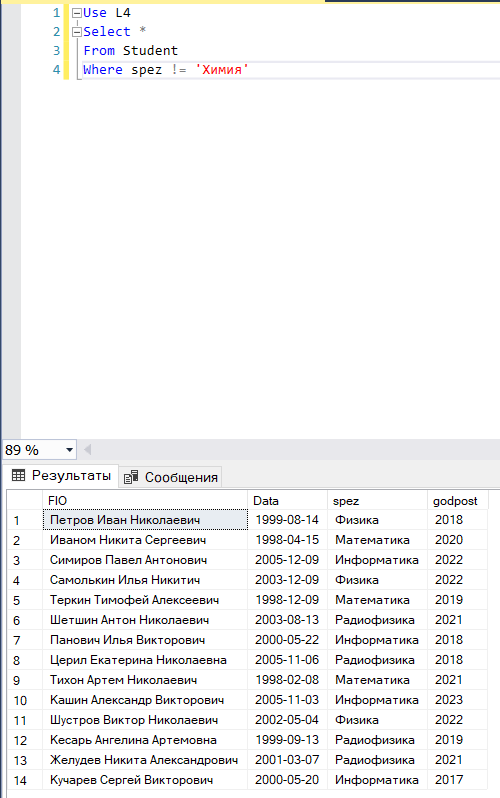 1 Use L4
2 Select *
3 From Student
4 Where spez != 'Химия'
89 %
Результаты Сообщения
FIO Data spez godpost
1 Петров Иван Николаевич 1999-08-14 Физика 2018
2 Иваном Никита Сергеевич 1998-04-15 Математика 2020
3 Симиров Павел Антонович 2005-12-09 Информатика 2022
4 Самолькин Илья Никитич 2003-12-09 Физика 2022
5 Теркин Тимофей Алексеевич 1998-12-09 Математика 2019
6 Шетшин Антон Николаевич 2003-08-13 Радиофизика 2021
7 Панович Илья Викторович 2000-05-22 Информатика 2018
8 Церил Екатерина Николаевна 2005-11-06 Радиофизика 2018
9 Тихон Артем Николаевич 1998-02-08 Математика 2021
10 Кашин Александр Викторович 2005-11-03 Информатика 2023
11 Шустров Виктор Николаевич 2002-05-04 Физика 2022
12 Кесарь Ангелина Артемовна 1999-09-13 Радиофизика 2019
13 Желудев Никита Александрович 2001-03-07 Радиофизика 2021
14 Кучарев Сергей Викторович 2000-05-20 Информатика 2017